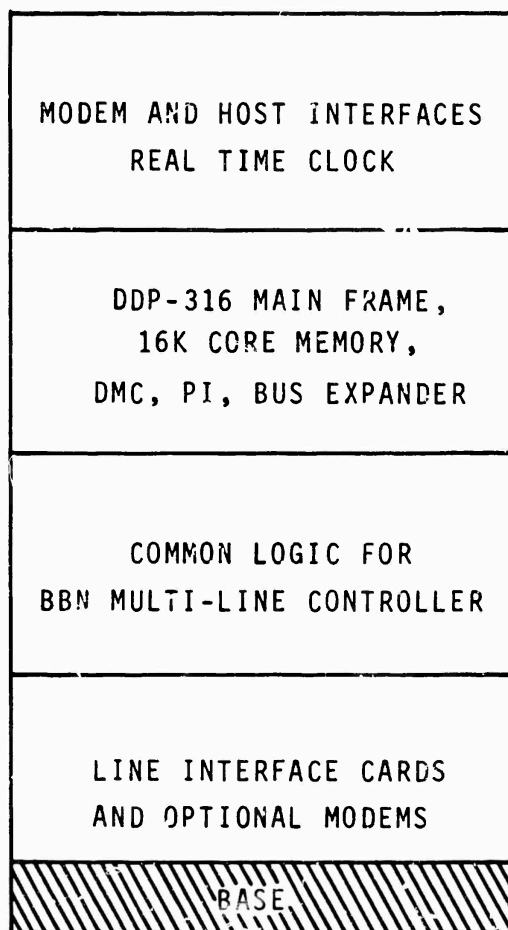 MODEM AND HOST INTERFACES
REAL TIME CLOCK
DDP-316 MAIN FRAME,
16K CORE MEMORY,
DMC, PI, BUS EXPANDER
COMMON LOGIC FOR
BBN MULTI-LINE CONTROLLER
LINE INTERFACE CARDS
AND OPTIONAL MODEMS
BASE